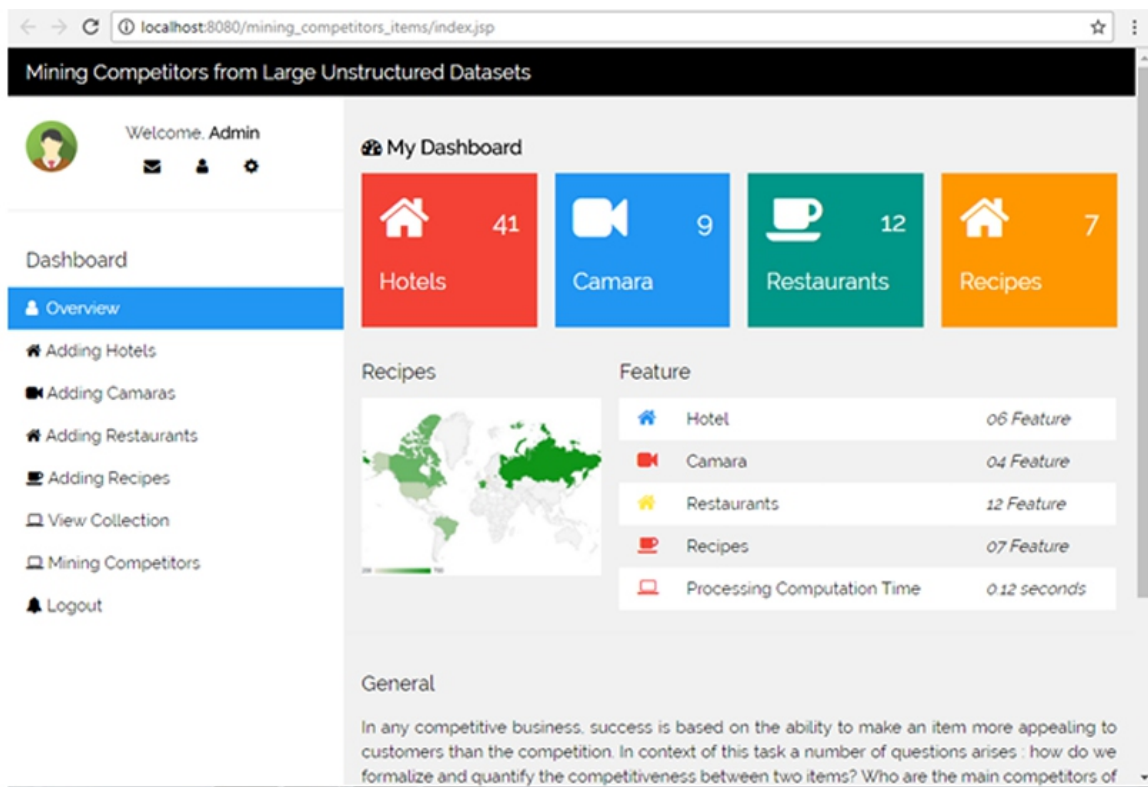 localhost:8080/mining_competitors_items/index.jsp
Mining Competitors from Large Unstructured Datasets
Welcome, Admin
Dashboard
Overview
Adding Hotels
Adding Camaras
Adding Restaurants
Adding Recipes
View Collection
Mining Competitors
Logout
My Dashboard
41
Hotels
9
Camara
12
Restaurants
7
Recipes
Recipes
200
700
Feature
Hotel 06 Feature
Camara 04 Feature
Restaurants 12 Feature
Recipes 07 Feature
Processing Computation Time 0.12 seconds
General
In any competitive business, success is based on the ability to make an item more appealing to
customers than the competition. In context of this task a number of questions arises : how do we
formalize and quantify the competitiveness between two items? Who are the main competitors of